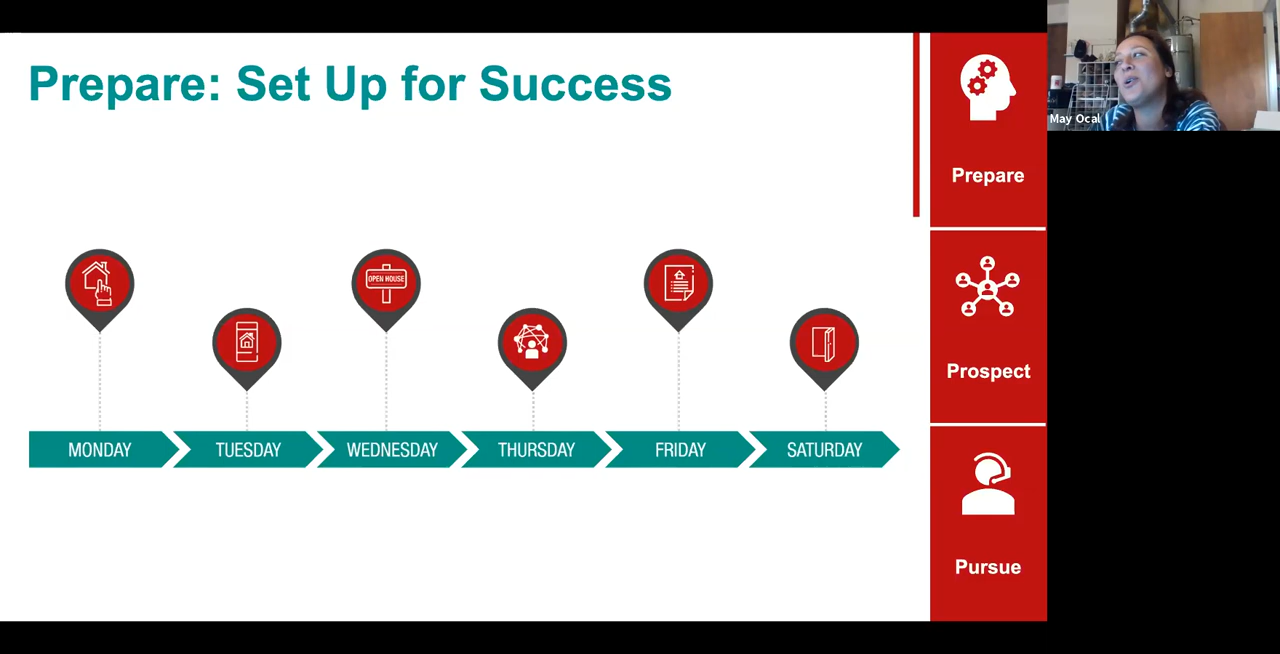 Prepare: Set Up for Success
OPEN HOUSE
MONDAY
TUESDAY
WEDNESDAY
THURSDAY
FRIDAY
SATURDAY
Prepare
Prospect
Pursue
May Ocal